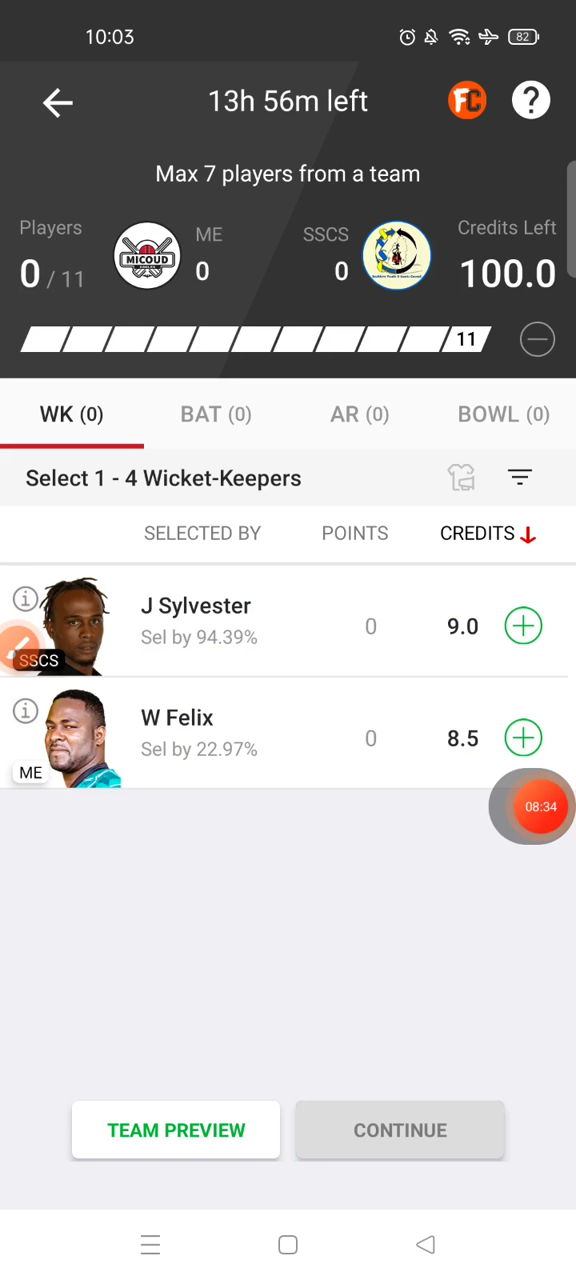 10:03
82
13h 56m left
FC
?
Max 7 players from a team
Players
ME
SSCS
Credits Left
0 / 11
MICOUD
0
0
100.0
11
WK (0)
BAT (0)
AR (0)
BOWL (0)
Select 1 - 4 Wicket-Keepers
SELECTED BY
POINTS
CREDITS
J Sylvester
Sel by 94.39%
0
9.0
SSCS
W Felix
Sel by 22.97%
0
8.5
ME
08:34
TEAM PREVIEW
CONTINUE